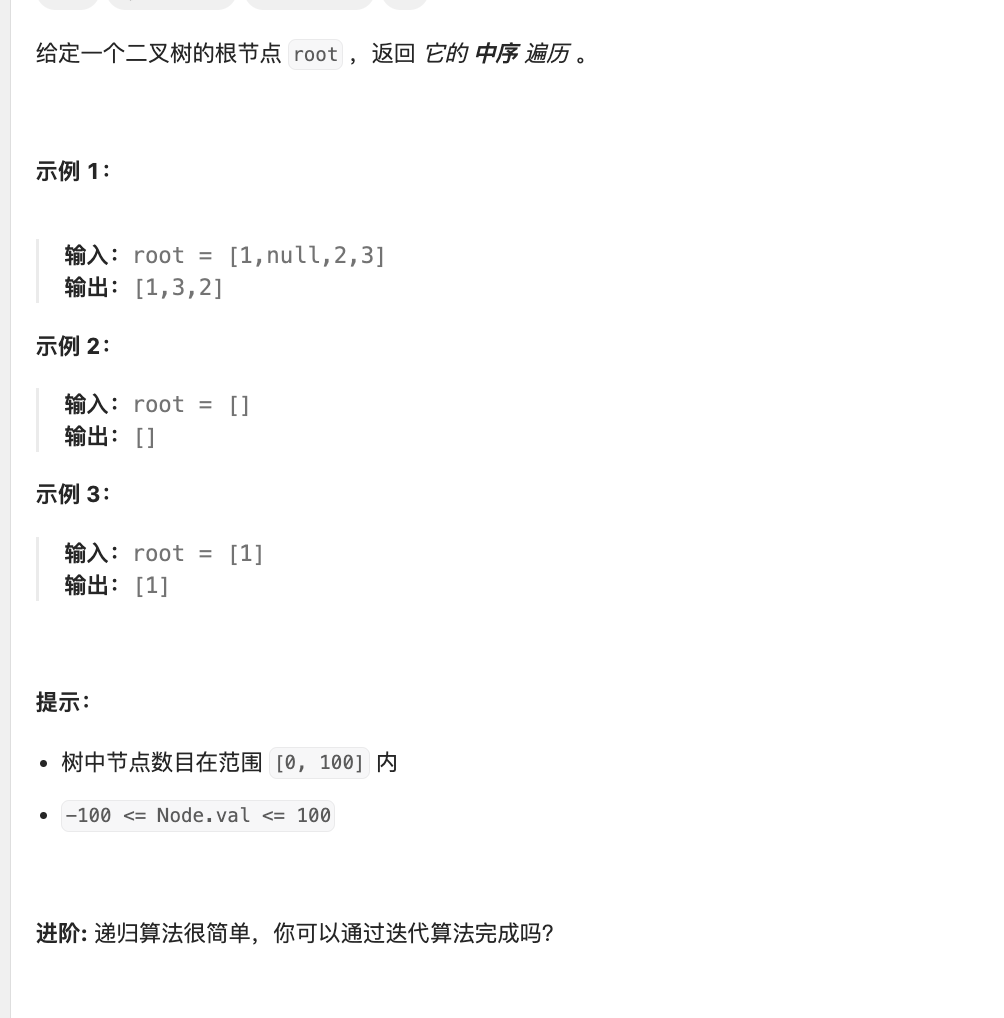 给定一个二叉树的根节点 root ，返回 它的 中序 遍历 。
示例 1：
输入：root = [1,null,2,3]
输出：[1,3,2]
示例 2：
输入：root = []
输出：[]
示例 3：
输入：root = [1]
输出：[1]
提示：
• 树中节点数目在范围 [0, 100] 内
• -100 <= Node.val <= 100
进阶: 递归算法很简单，你可以通过迭代算法完成吗？